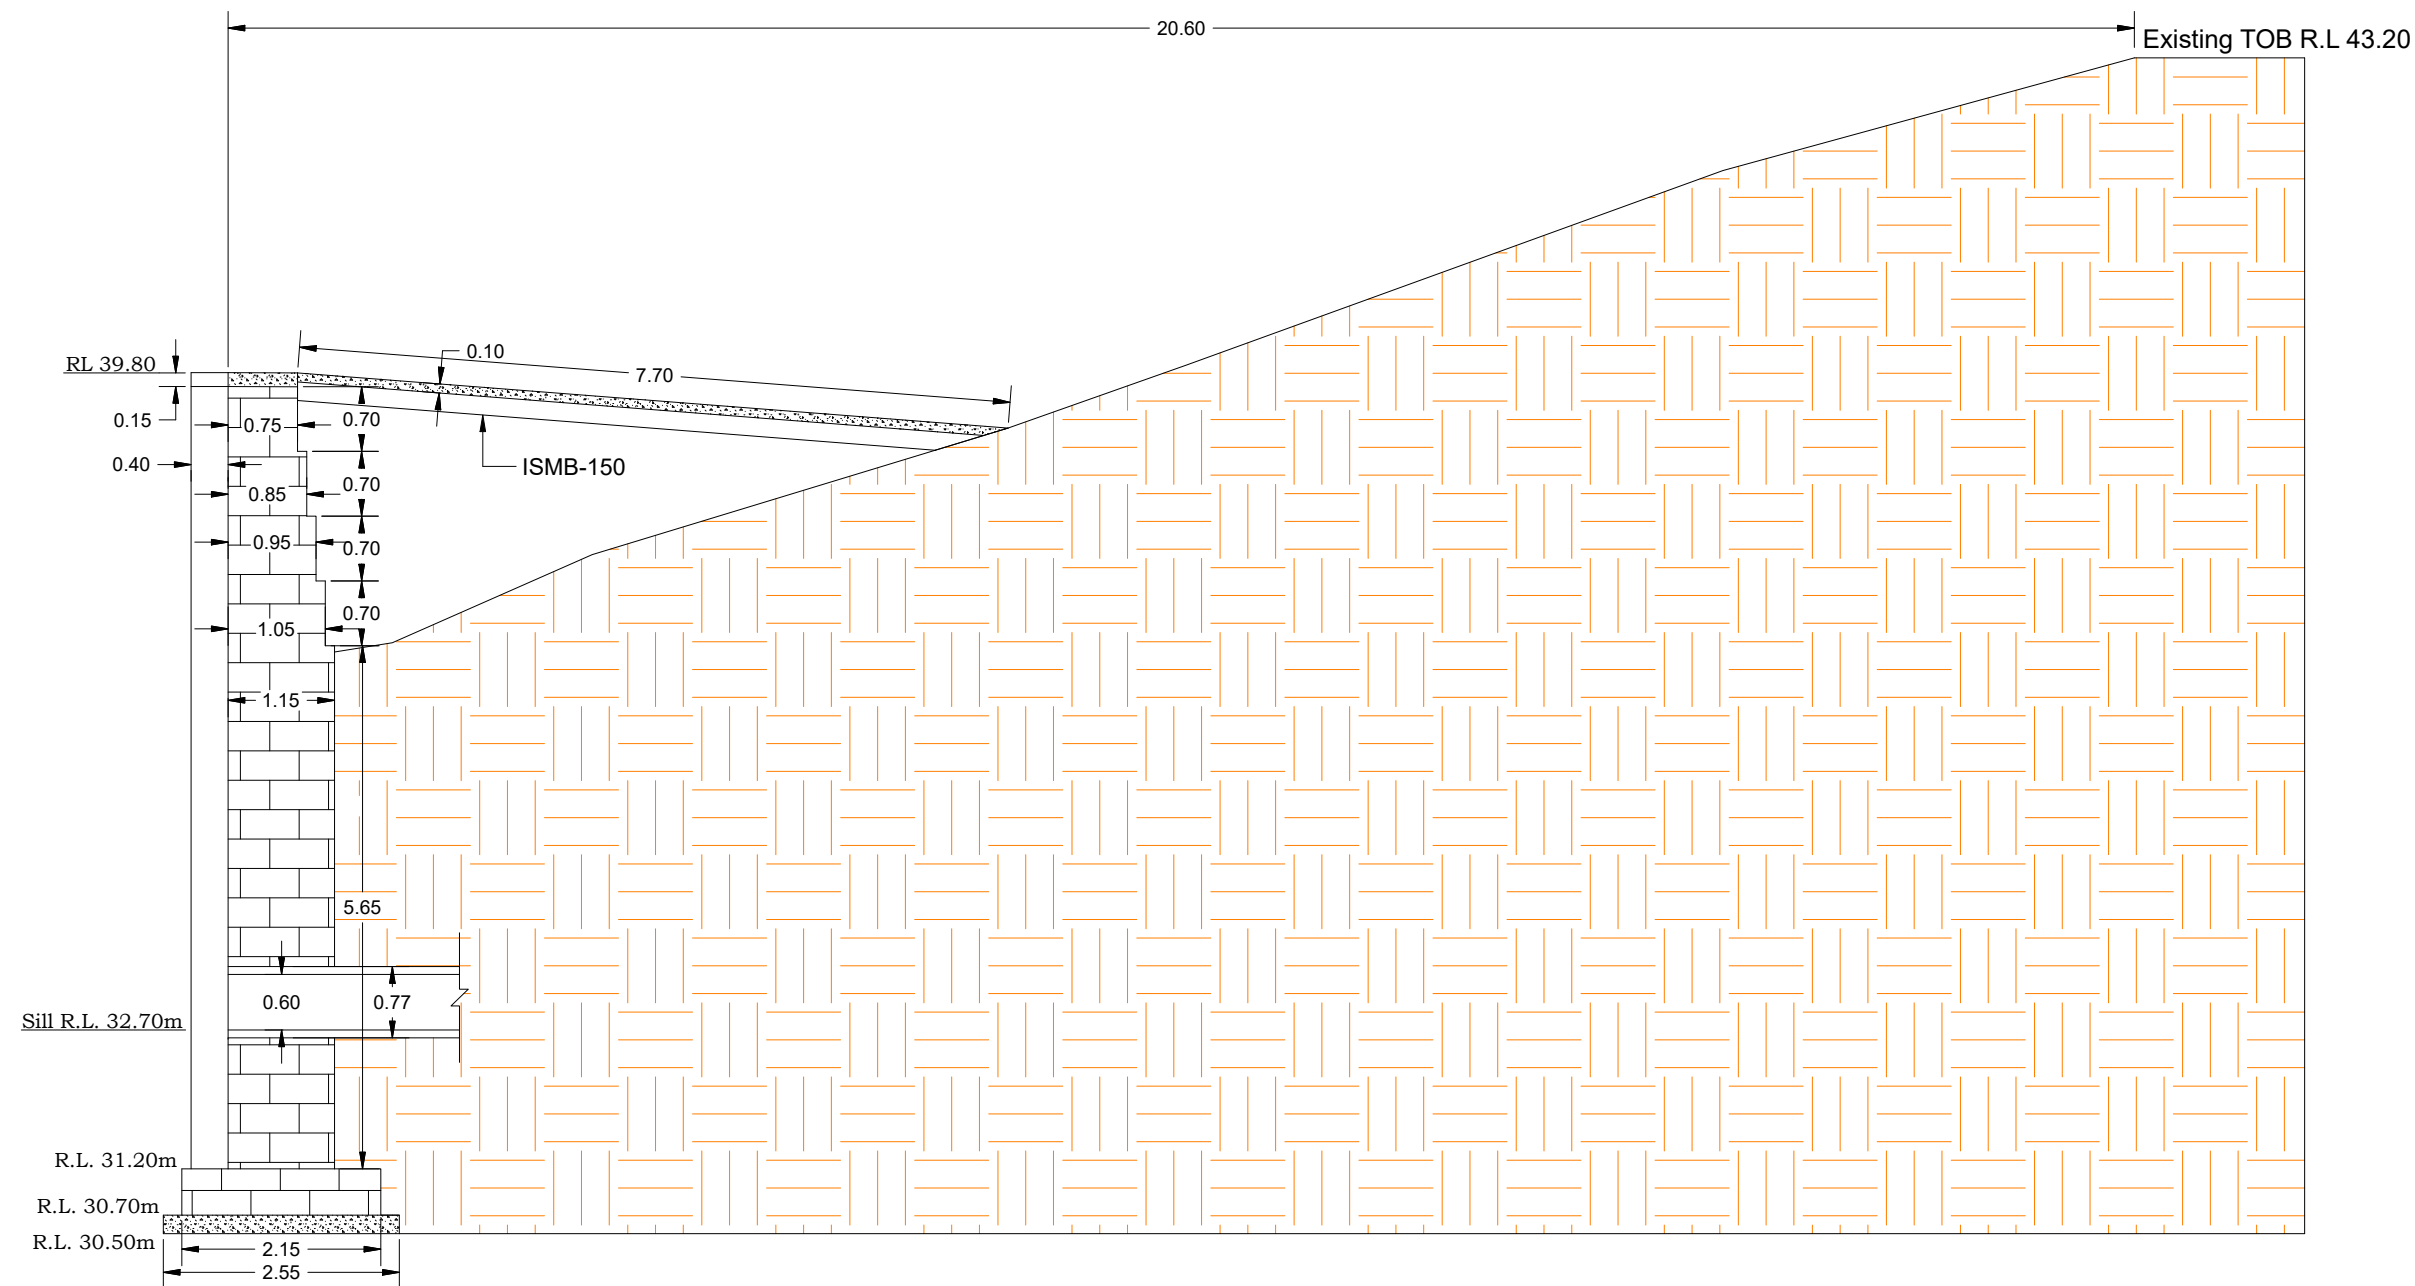 20.60
Existing TOB R.L 43.20
RL 39.80
0.10
7.70
0.15
0.75
0.70
0.40
ISMB-150
0.85
0.70
0.95
0.70
1.05
0.70
1.15
5.65
0.60
0.77
Sill R.L. 32.70m
R.L. 31.20m
R.L. 30.70m
R.L. 30.50m
2.15
2.55